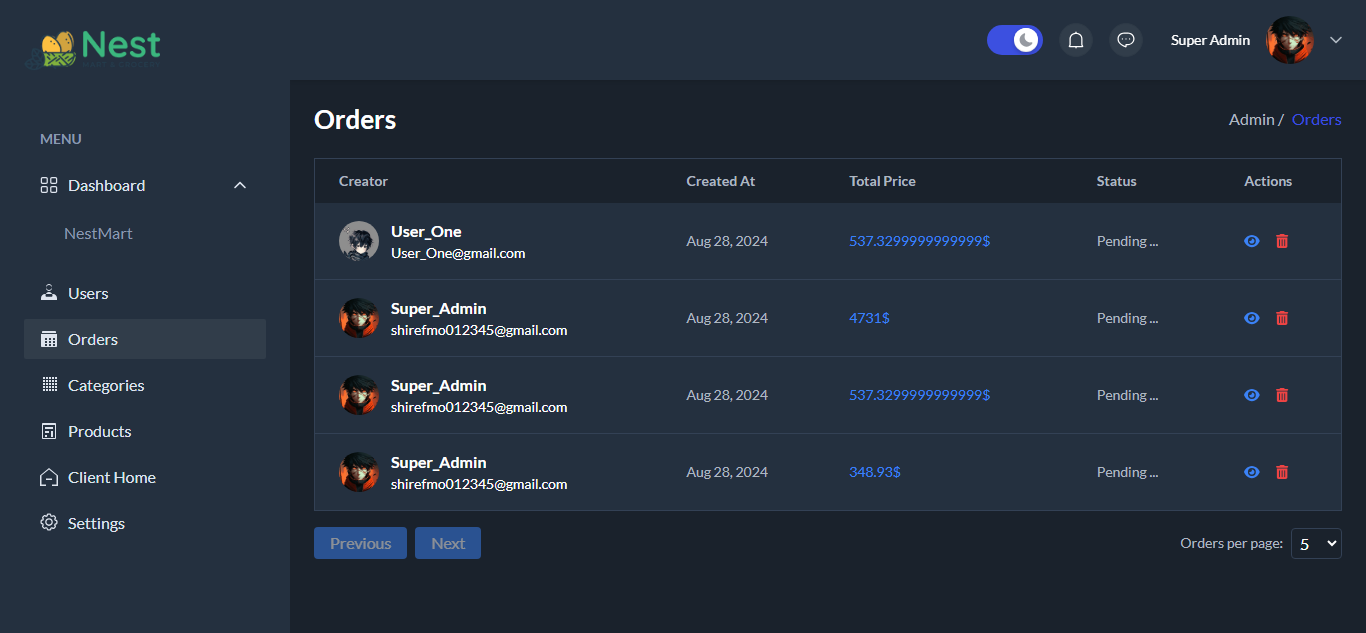 Nest
Super Admin
MENU
Dashboard
NestMart
Users
Orders
Categories
Products
Client Home
Settings
Orders
Admin / Orders
Creator Created At Total Price Status Actions
User_One
User_One@gmail.com
Aug 28, 2024 537.3299999999999$ Pending ...
Super_Admin
shirefmo012345@gmail.com
Aug 28, 2024 4731$ Pending ...
Super_Admin
shirefmo012345@gmail.com
Aug 28, 2024 537.3299999999999$ Pending ...
Super_Admin
shirefmo012345@gmail.com
Aug 28, 2024 348.93$ Pending ...
Previous Next
Orders per page: 5